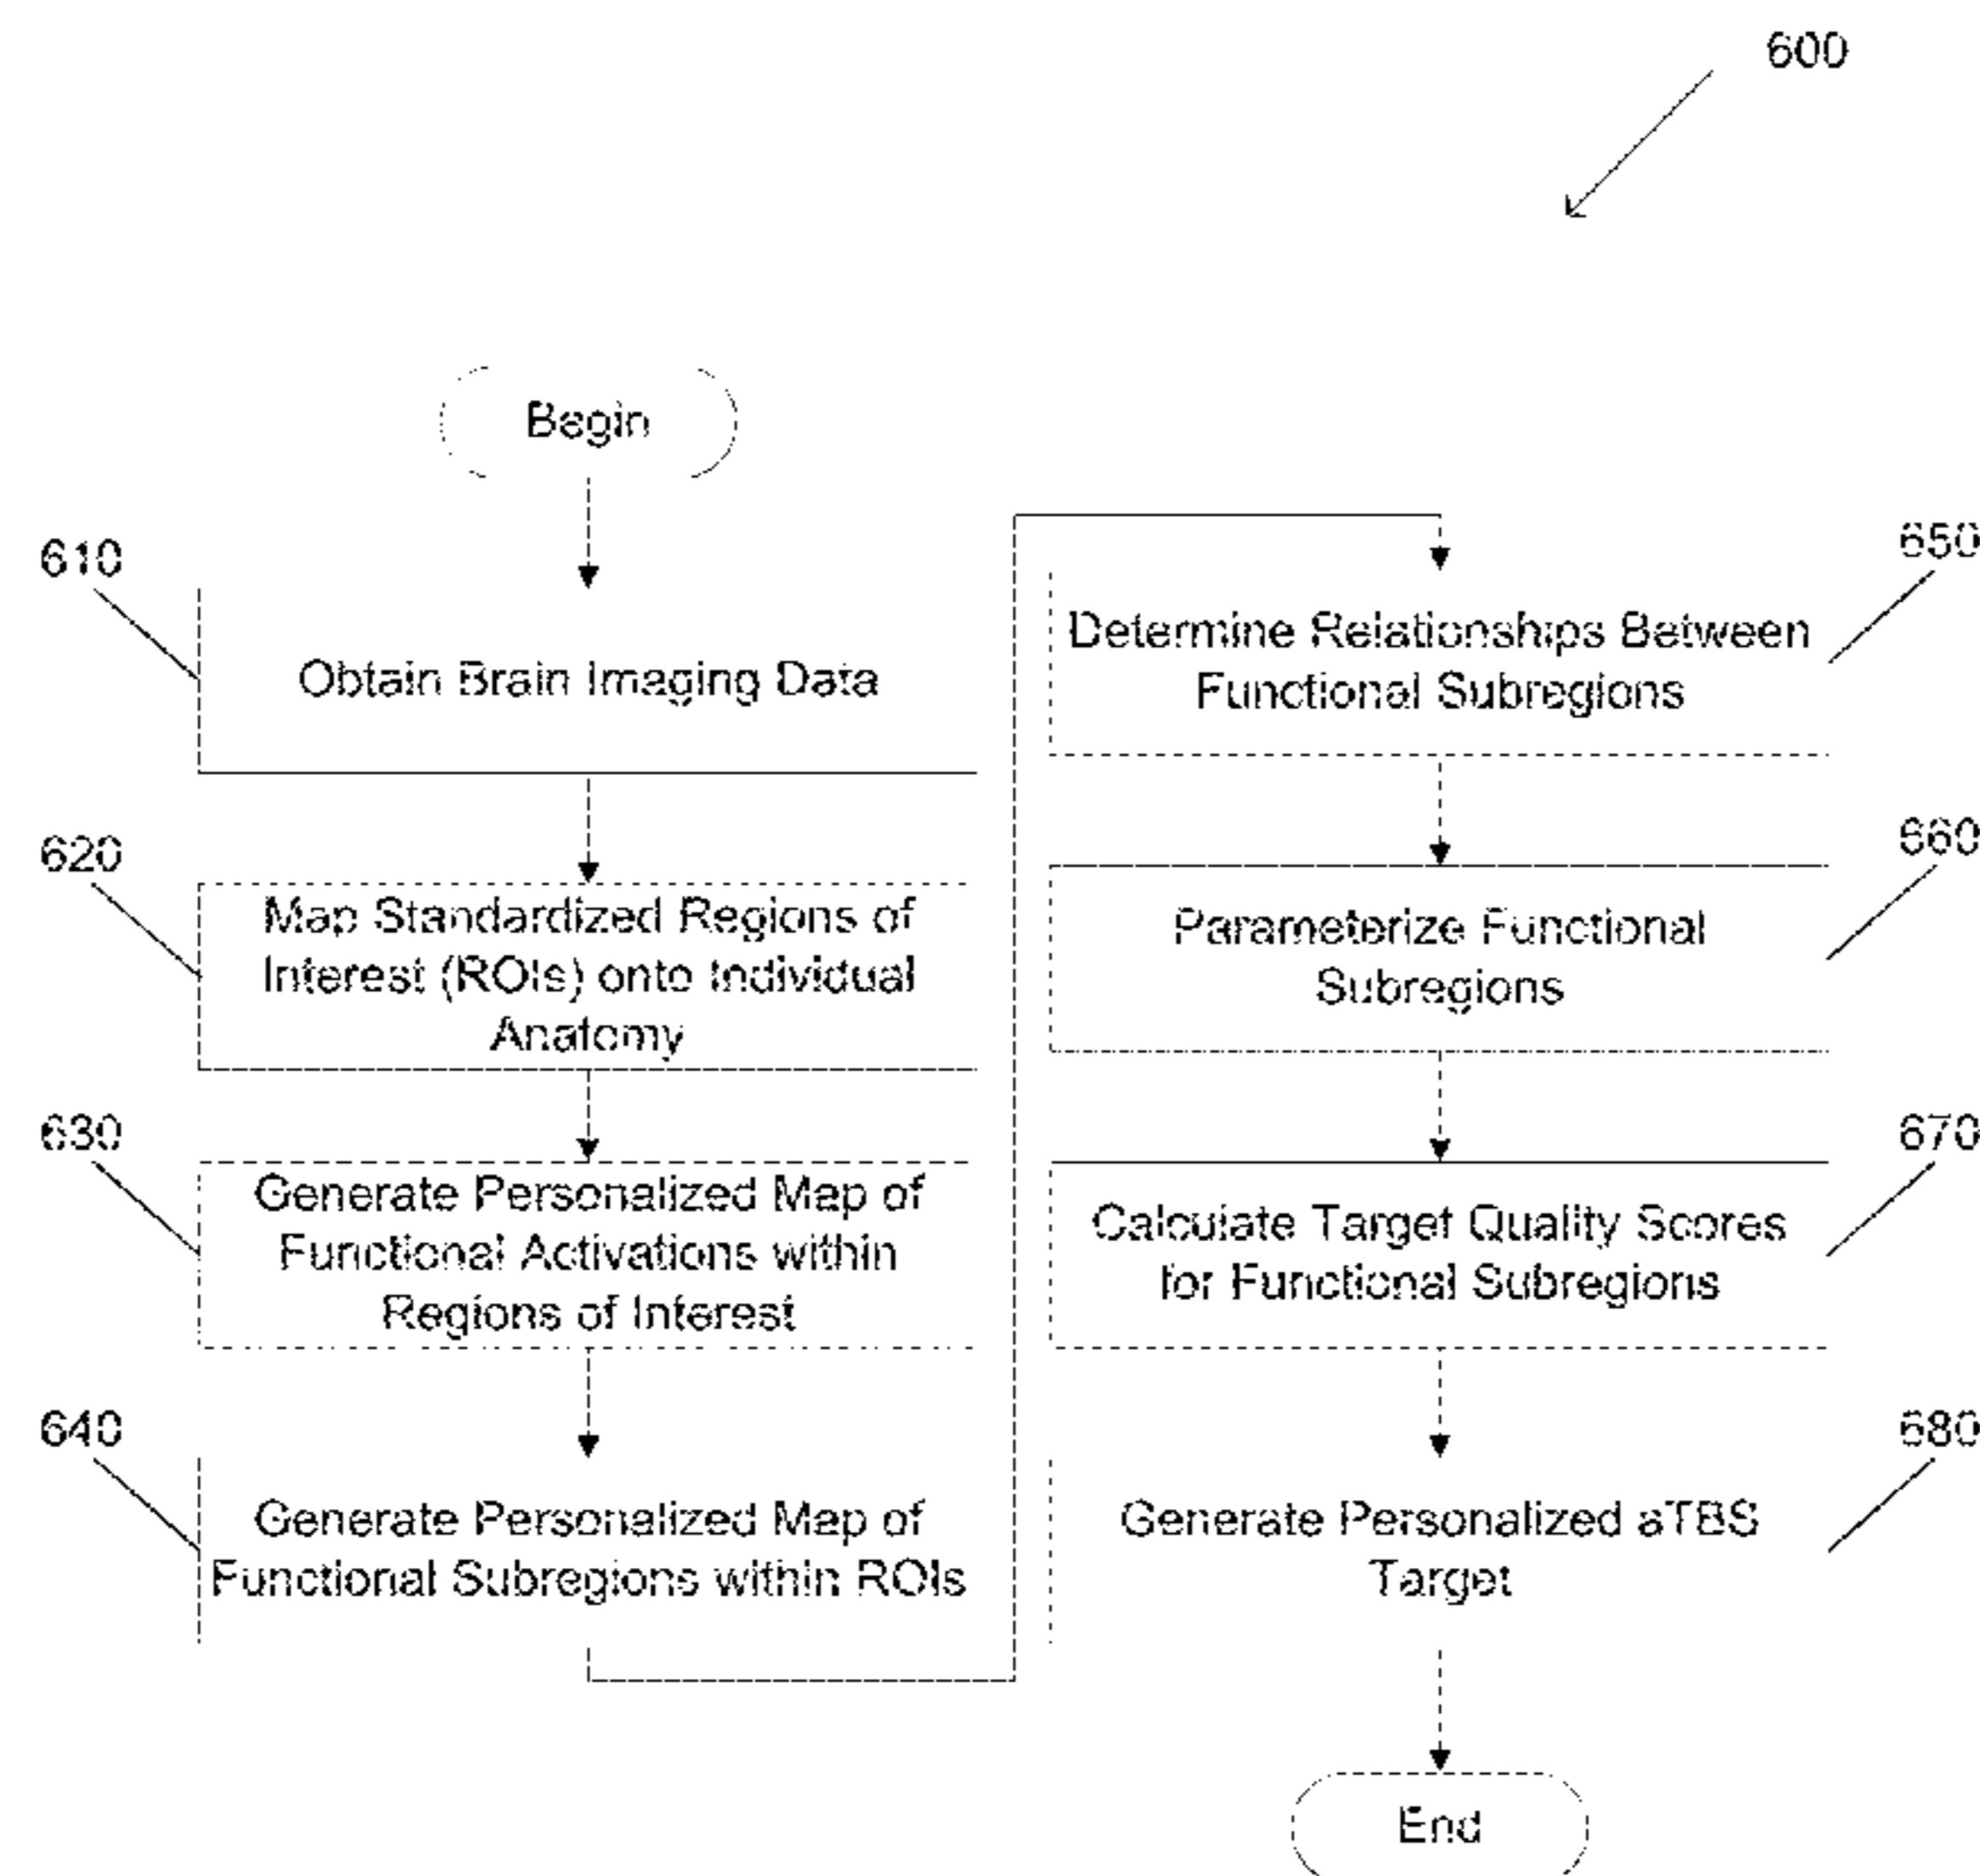 600
Begin
610
Obtain Brain Imaging Data
620
Map Standardized Regions of
Interest (ROIs) onto Individual
Anatomy
630
Generate Personalized Map of
Functional Activations within
Regions of Interest
640
Generate Personalized Map of
Functional Subregions within ROIs
650
Determine Relationships Between
Functional Subregions
660
Parameterize Functional
Subregions
670
Calculate Target Quality Scores
for Functional Subregions
680
Generate Personalized aTBS
Target
End